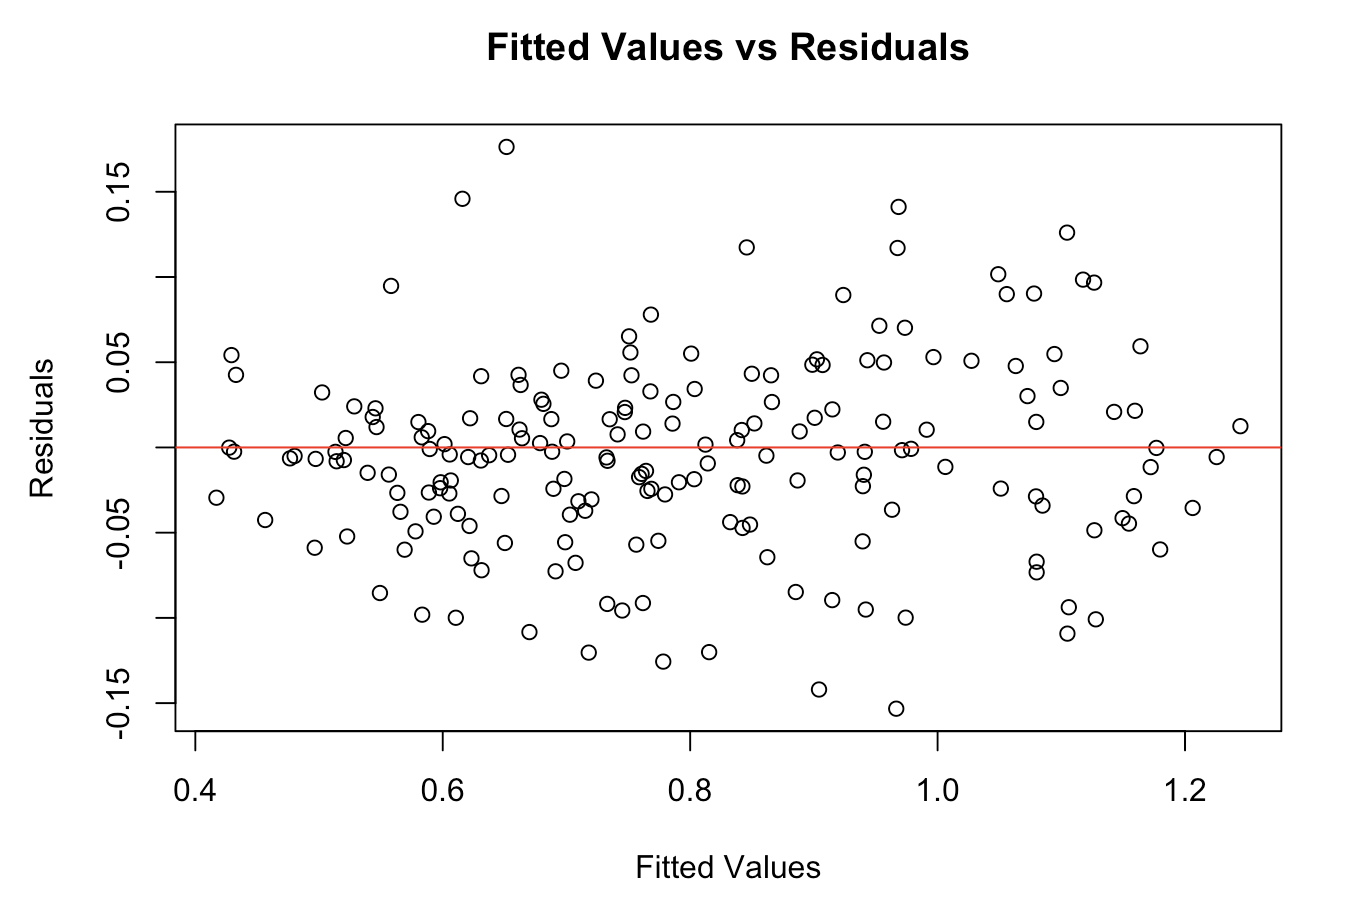 Fitted Values vs Residuals
0.15
0.05
-0.05
-0.15
Residuals
0.4 0.6 0.8 1.0 1.2
Fitted Values